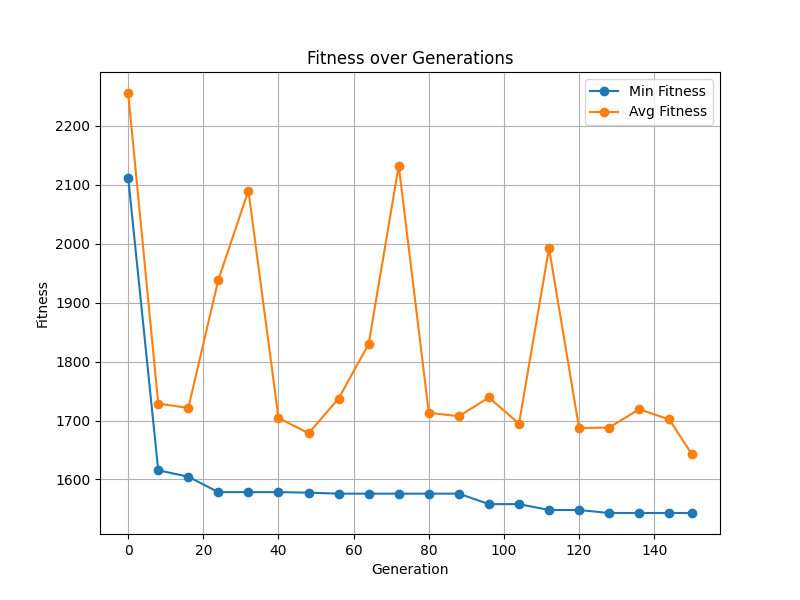 Fitness over Generations
Min Fitness
Avg Fitness
Fitness
2200
2100
2000
1900
1800
1700
1600
0 20 40 60 80 100 120 140
Generation